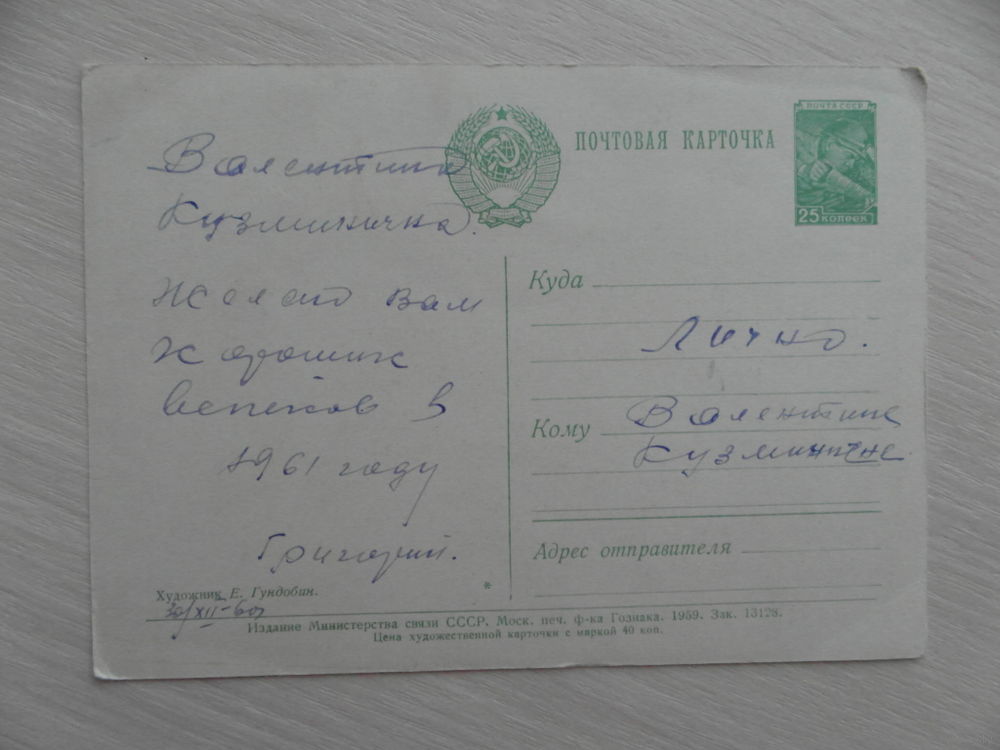 Валентина
Кузминична.
Желаю Вам
хороших
успехов в
1961 году
Григорий.
Художник Е. Гундобин.
30/XII-60г
ПОЧТОВАЯ КАРТОЧКА
ПОЧТА СССР
25 КОПЕЕК
Куда
Лично.
Кому Валентине
Кузминичне.
Адрес отправителя
*
Издание Министерства связи СССР. Моск. печ. ф-ка Гознака. 1959. Зак. 13128.
Цена художественной карточки с маркой 40 коп.